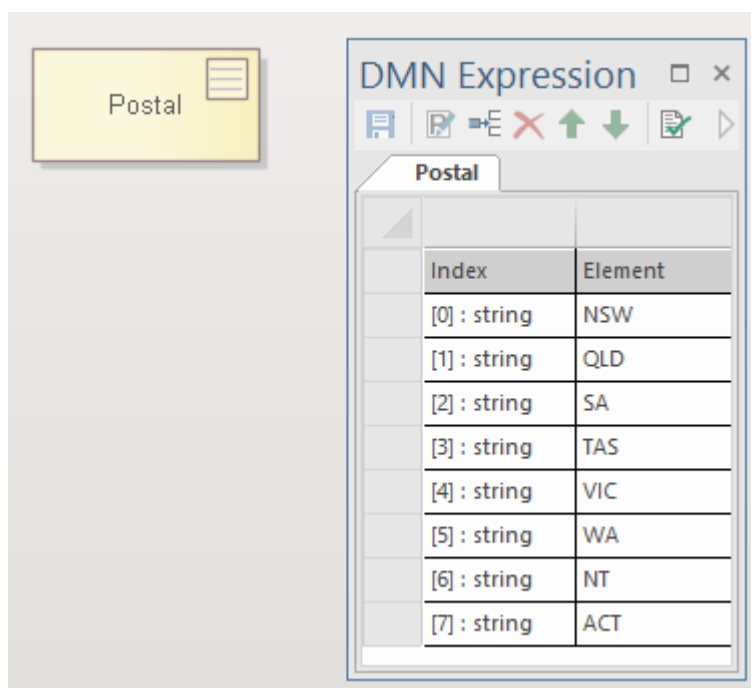 Postal
DMN Expression
Postal
Index Element
[0] : string NSW
[1] : string QLD
[2] : string SA
[3] : string TAS
[4] : string VIC
[5] : string WA
[6] : string NT
[7] : string ACT